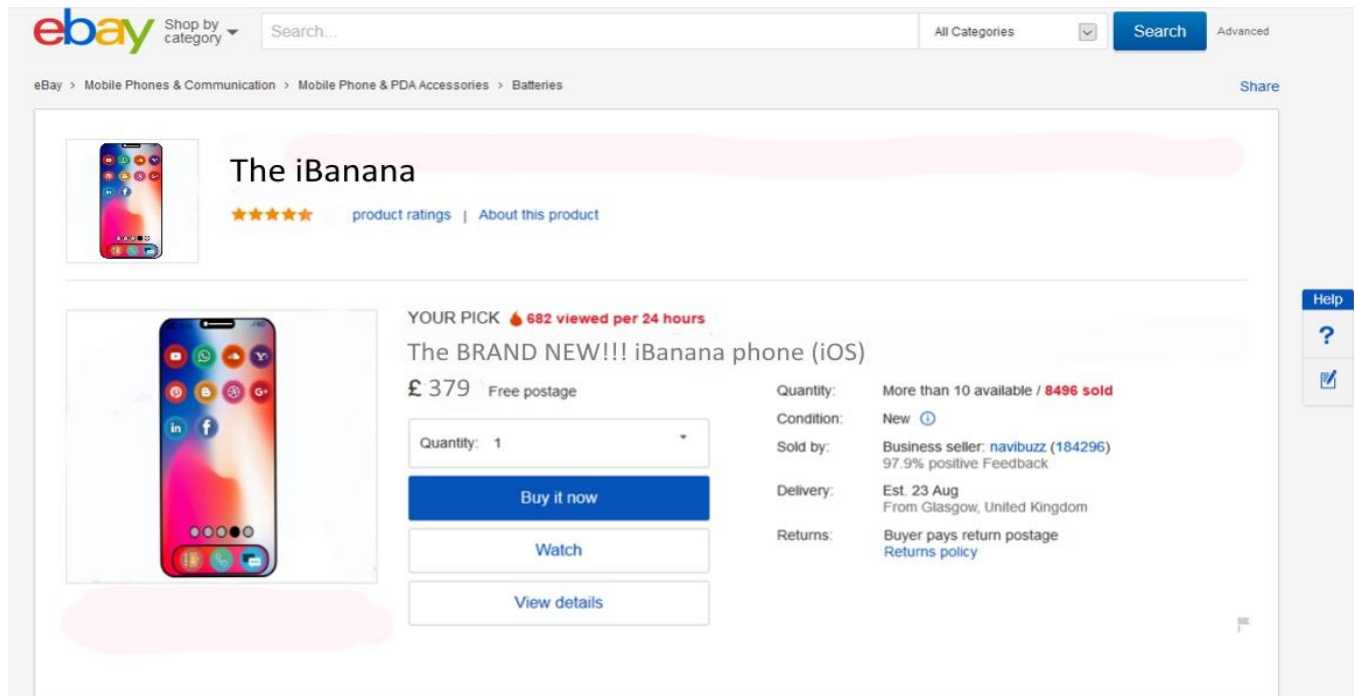 ebay
Shop by
category
Search...
All Categories
Search
Advanced
eBay > Mobile Phones & Communication > Mobile Phone & PDA Accessories > Batteries
Share
The iBanana
product ratings | About this product
Help
?
YOUR PICK 682 viewed per 24 hours
The BRAND NEW!!! iBanana phone (iOS)
£ 379 Free postage
Quantity: 1
Buy it now
Watch
View details
Quantity: More than 10 available / 8496 sold
Condition: New
Sold by: Business seller: navibuzz (184296)
97.9% positive Feedback
Delivery: Est. 23 Aug
From Glasgow, United Kingdom
Returns: Buyer pays return postage
Returns policy